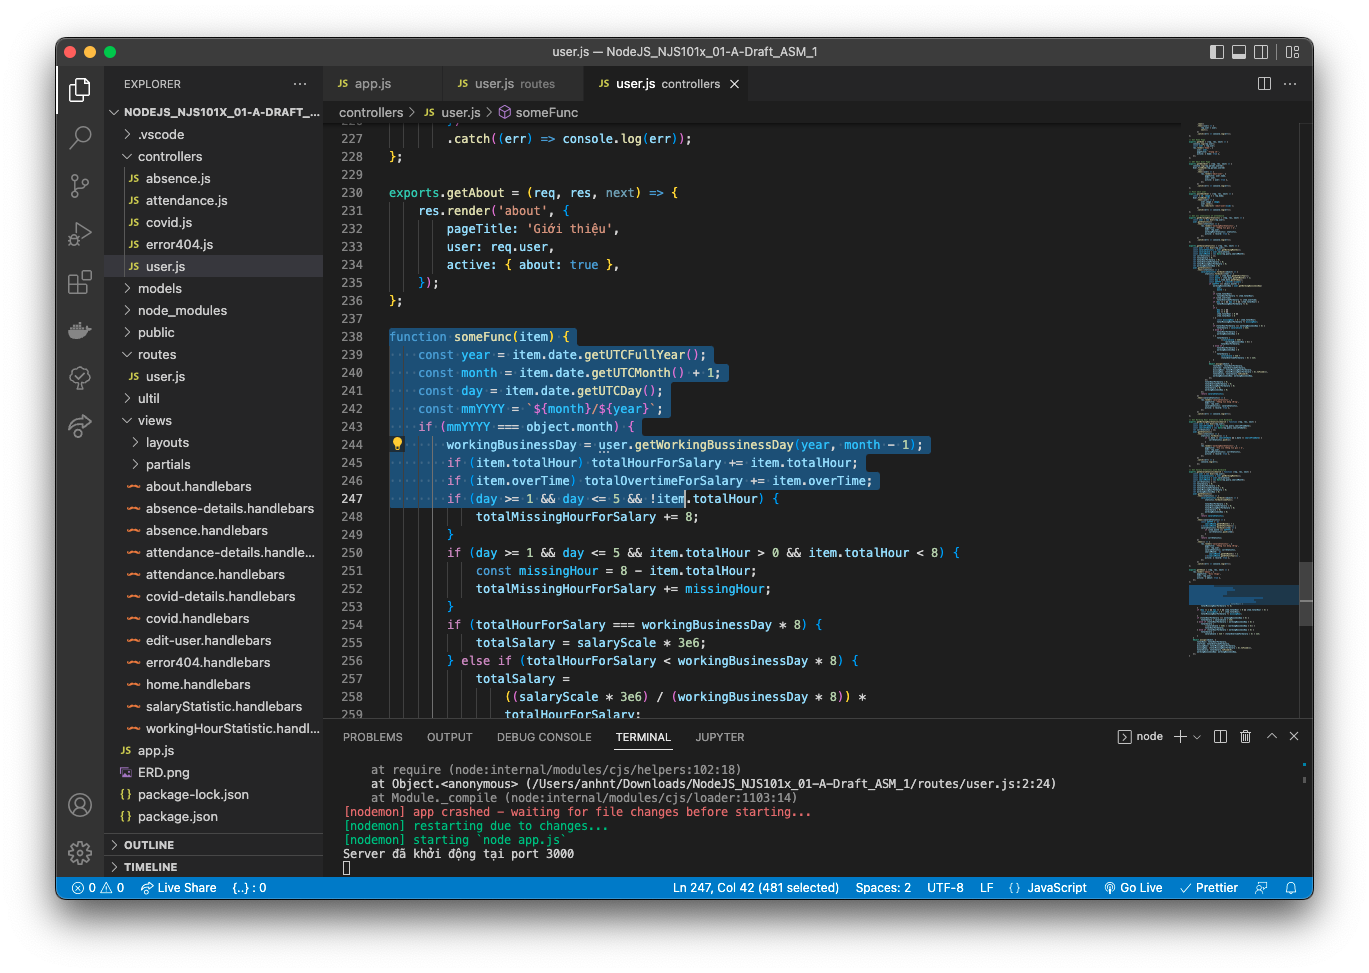 user.js — NodeJS_NJS101x_01-A-Draft_ASM_1
EXPLORER
NODEJS_NJS101X_01-A-DRAFT_...
.vscode
controllers
JS absence.js
JS attendance.js
JS covid.js
JS error404.js
JS user.js
models
node_modules
public
routes
JS user.js
ultil
views
layouts
partials
about.handlebars
absence-details.handlebars
absence.handlebars
attendance-details.handle...
attendance.handlebars
covid-details.handlebars
covid.handlebars
edit-user.handlebars
error404.handlebars
home.handlebars
salaryStatistic.handlebars
workingHourStatistic.handl...
JS app.js
ERD.png
{} package-lock.json
{} package.json
OUTLINE
TIMELINE
JS app.js JS user.js routes JS user.js controllers
controllers > JS user.js > someFunc
227 .catch((err) => console.log(err));
228 };
229
230 exports.getAbout = (req, res, next) => {
231 res.render('about', {
232 pageTitle: 'Giới thiệu',
233 user: req.user,
234 active: { about: true },
235 });
236 };
237
238 function someFunc(item) {
239 const year = item.date.getUTCFullYear();
240 const month = item.date.getUTCMonth() + 1;
241 const day = item.date.getUTCDay();
242 const mmYYYY = `${month}/${year}`;
243 if (mmYYYY === object.month) {
244 workingBusinessDay = user.getWorkingBussinessDay(year, month - 1);
245 if (item.totalHour) totalHourForSalary += item.totalHour;
246 if (item.overTime) totalOvertimeForSalary += item.overTime;
247 if (day >= 1 && day <= 5 && !item.totalHour) {
248 totalMissingHourForSalary += 8;
249 }
250 if (day >= 1 && day <= 5 && item.totalHour > 0 && item.totalHour < 8) {
251 const missingHour = 8 - item.totalHour;
252 totalMissingHourForSalary += missingHour;
253 }
254 if (totalHourForSalary === workingBusinessDay * 8) {
255 totalSalary = salaryScale * 3e6;
256 } else if (totalHourForSalary < workingBusinessDay * 8) {
257 totalSalary =
258 ((salaryScale * 3e6) / (workingBusinessDay * 8)) *
259 totalHourForSalary;
PROBLEMS OUTPUT DEBUG CONSOLE TERMINAL JUPYTER node
at require (node:internal/modules/cjs/helpers:102:18)
at Object.<anonymous> (/Users/anhnt/Downloads/NodeJS_NJS101x_01-A-Draft_ASM_1/routes/user.js:2:24)
at Module._compile (node:internal/modules/cjs/loader:1103:14)
[nodemon] app crashed - waiting for file changes before starting...
[nodemon] restarting due to changes...
[nodemon] starting `node app.js`
Server đã khởi động tại port 3000
0 0 Live Share {..} : 0 Ln 247, Col 42 (481 selected) Spaces: 2 UTF-8 LF {} JavaScript Go Live Prettier